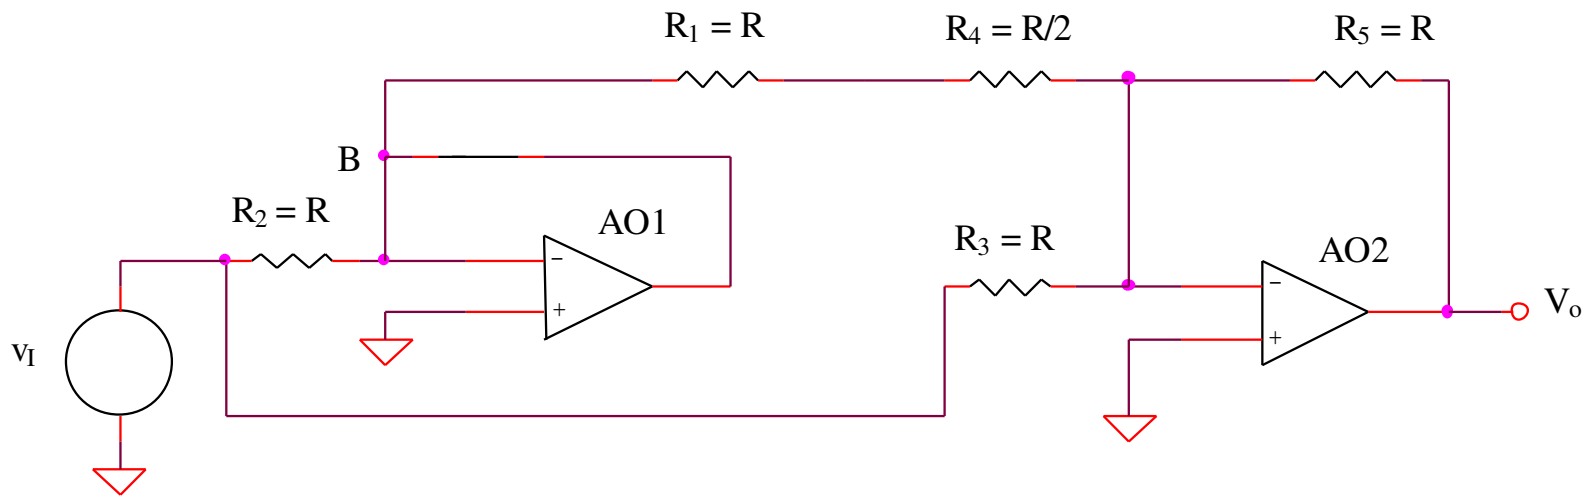 R₁ = R
R₄ = R/2
R₅ = R
B
R₂ = R
AO1
R₃ = R
AO2
−
+
−
+
vI
Vₒ